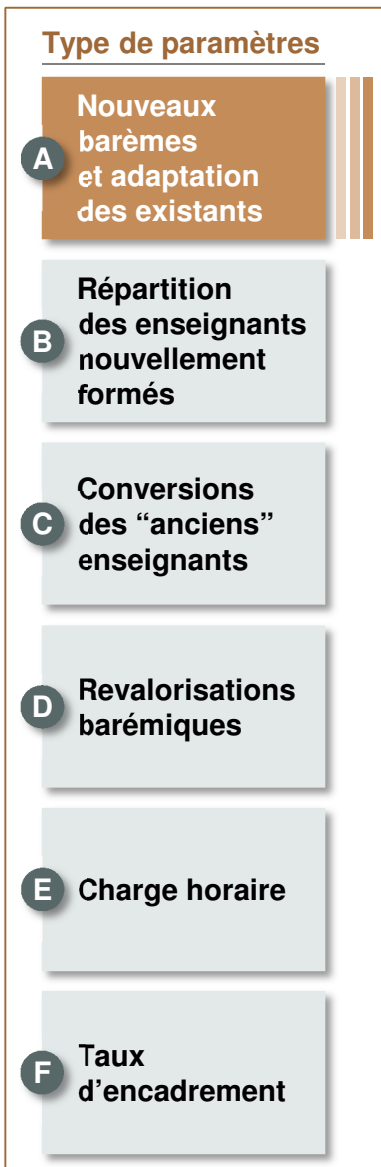 Type de paramètres
A
Nouveaux
barèmes
et adaptation
des existants
B
Répartition
des enseignants
nouvellement
formés
C
Conversions
des “anciens”
enseignants
D
Revalorisations
barémiques
E
Charge horaire
F
Taux
d’encadrement